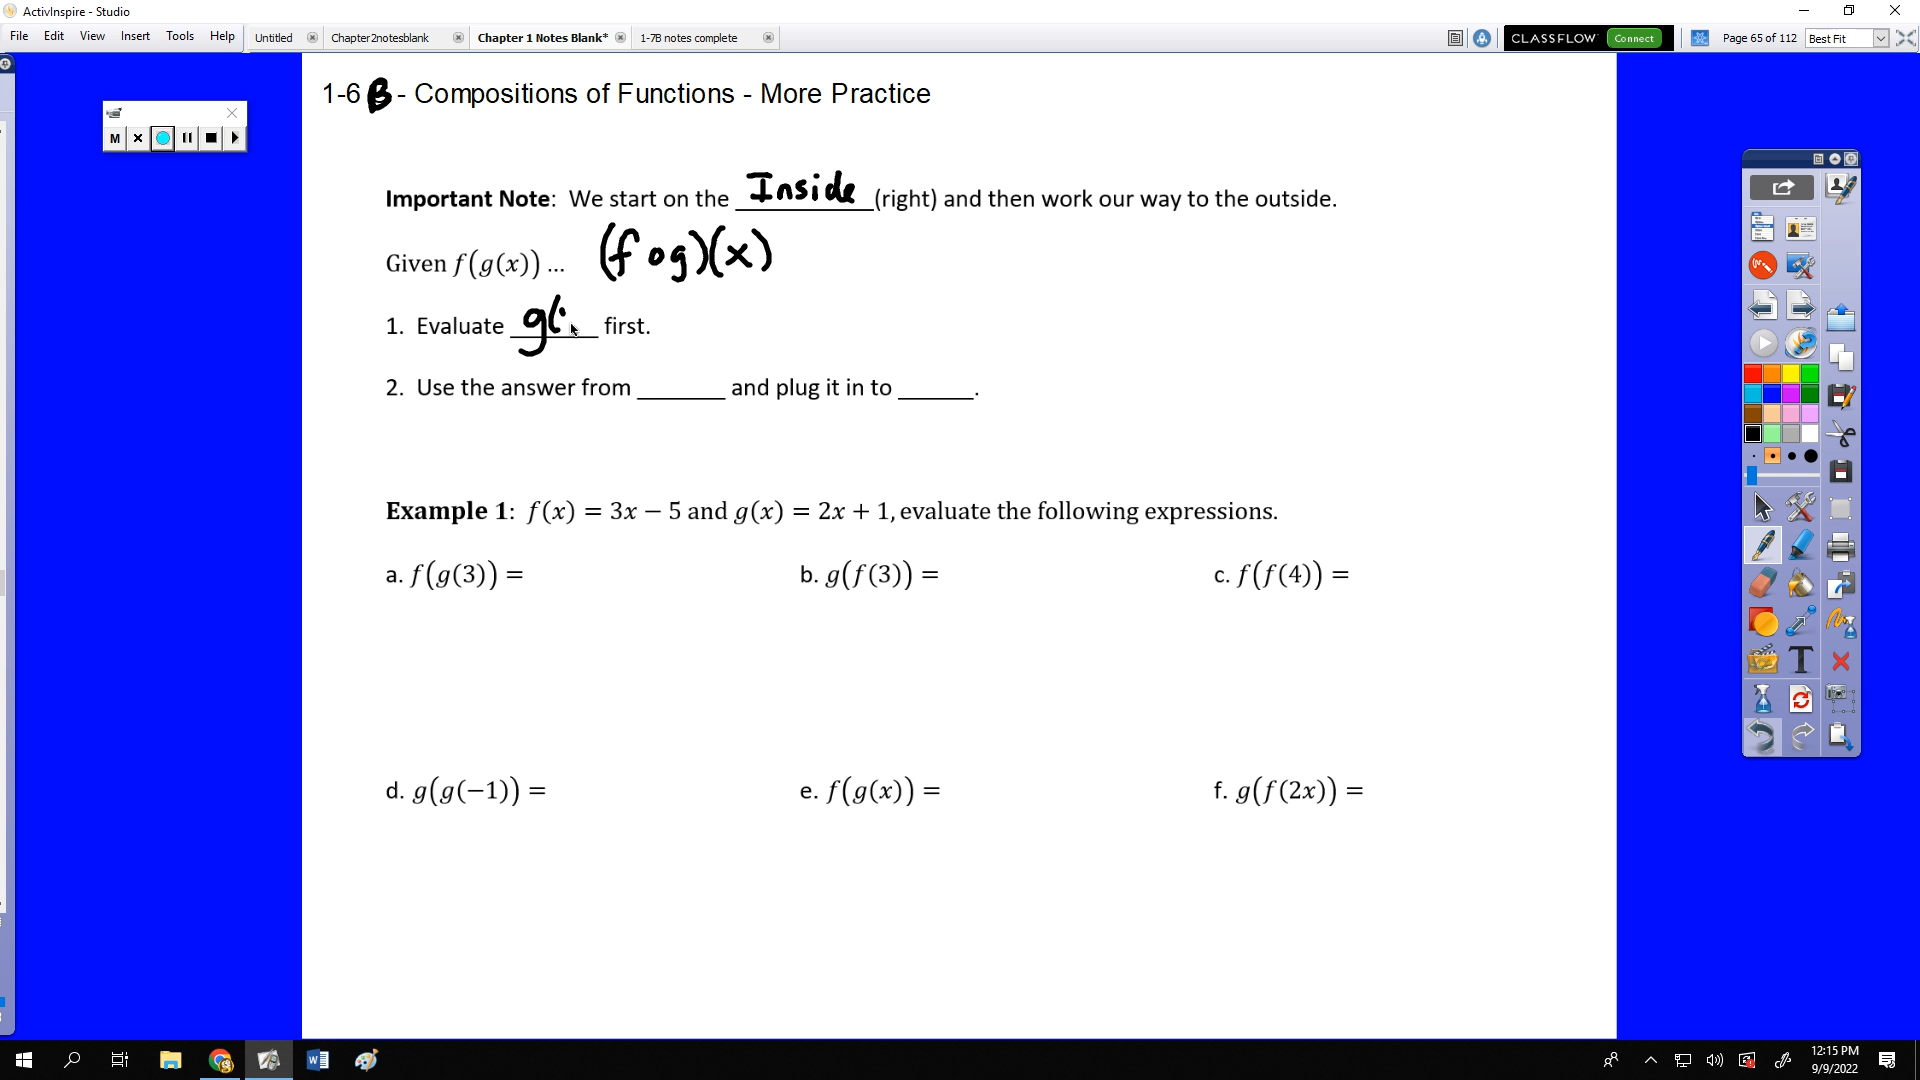 ActivInspire - Studio
File Edit View Insert Tools Help Untitled Chapter2notesblank Chapter 1 Notes Blank* 1-7B notes complete CLASSFLOW Connect Page 65 of 112 Best Fit
1-6 B - Compositions of Functions - More Practice
M
Important Note: We start on the Inside (right) and then work our way to the outside.
Given f(g(x)) ... (f o g)(x)
1. Evaluate g( first.
2. Use the answer from ________ and plug it in to _______.
Example 1: f(x) = 3x − 5 and g(x) = 2x + 1, evaluate the following expressions.
a. f(g(3)) = b. g(f(3)) = c. f(f(4)) =
d. g(g(−1)) = e. f(g(x)) = f. g(f(2x)) =
12:15 PM
9/9/2022